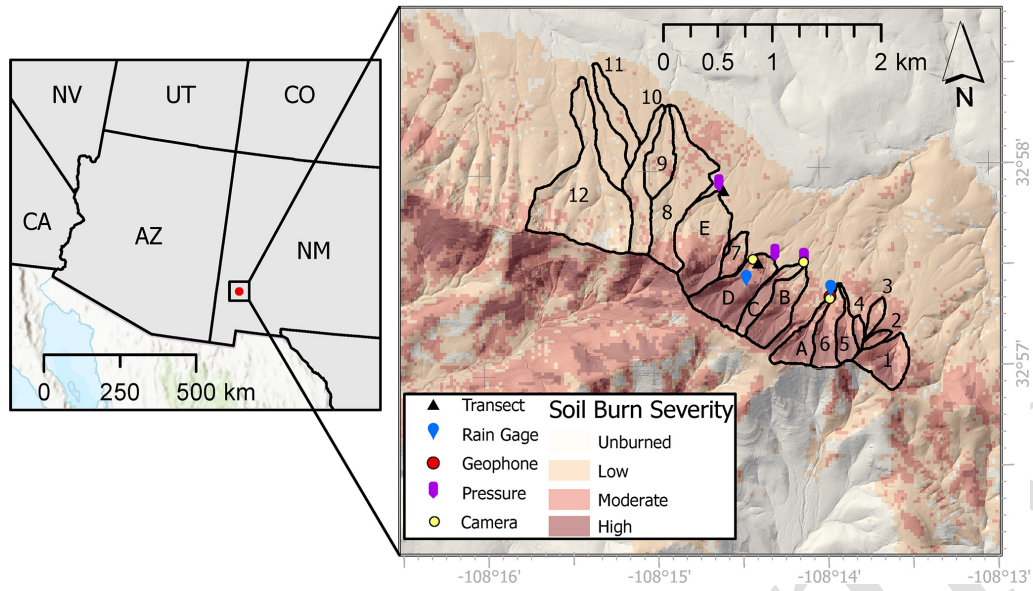 NV
UT
CO
CA
AZ
NM
0 250 500 km
0 0.5 1 2 km
N
11
10
9
12
8
E
7
D
C
B
A
6
5
4
3
2
1
Transect
Rain Gage
Geophone
Pressure
Camera
Soil Burn Severity
Unburned
Low
Moderate
High
32°58'
32°57'
-108°16'
-108°15'
-108°14'
-108°13'